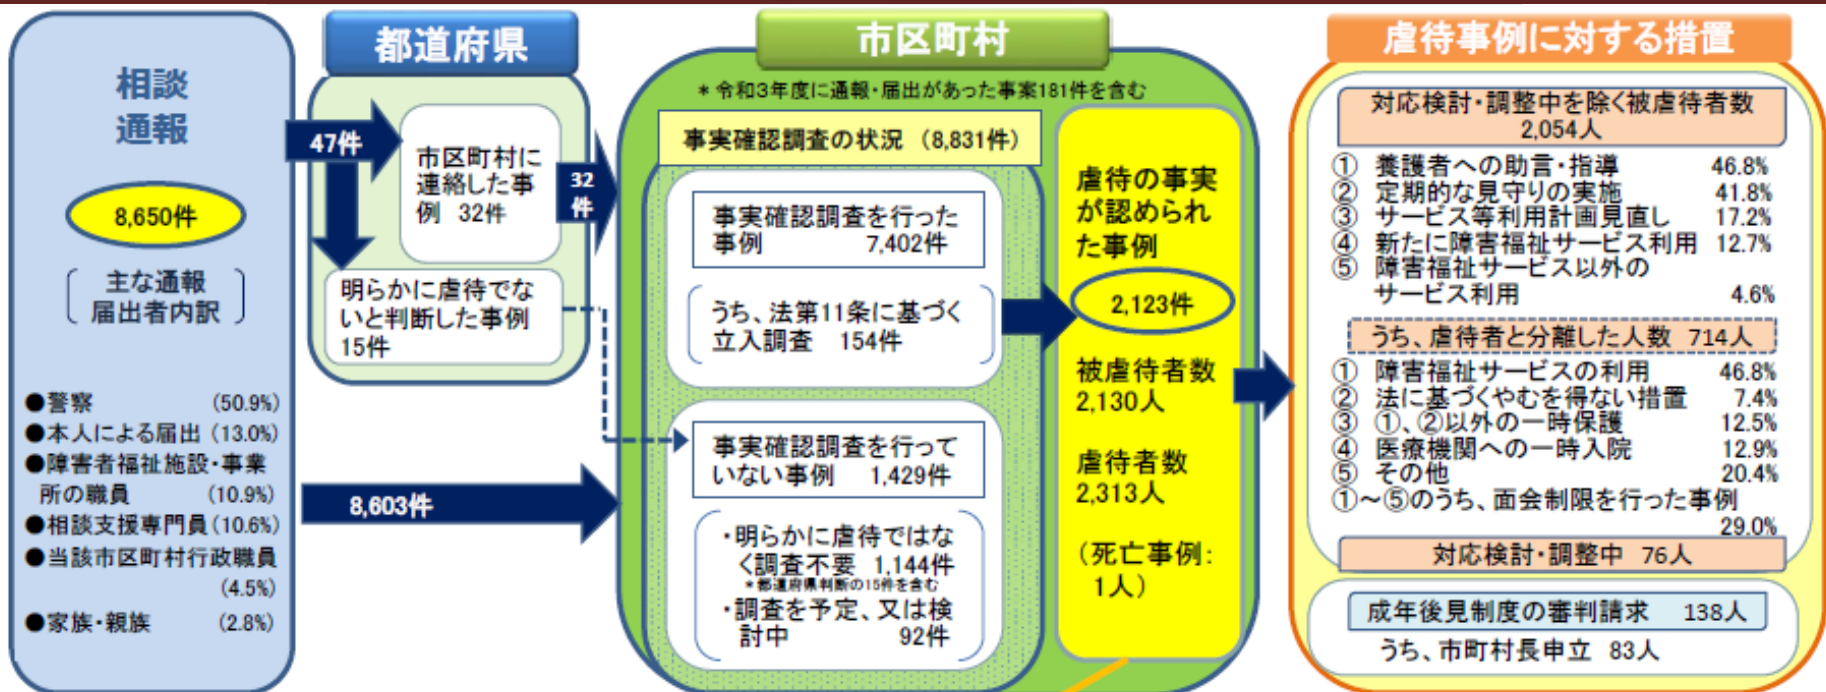 相談
通報
8,650件
主な通報
届出者内訳
●警察 (50.9%)
●本人による届出 (13.0%)
●障害者福祉施設・事業
所の職員 (10.9%)
●相談支援専門員(10.6%)
●当該市区町村行政職員
(4.5%)
●家族・親族 (2.8%)
都道府県
47件
市区町村に
連絡した事
例 32件
明らかに虐待でな
いと判断した事例
15件
32
件
8,603件
市区町村
*令和3年度に通報・届出があった事案181件を含む
事実確認調査の状況 (8,831件)
事実確認調査を行った
事例 7,402件
うち、法第11条に基づく
立入調査 154件
事実確認調査を行って
いない事例 1,429件
・明らかに虐待ではな
く調査不要 1,144件
*都道府県判断の15件を含む
・調査を予定、又は検
討中 92件
虐待の事実
が認められ
た事例
2,123件
被虐待者数
2,130人
虐待者数
2,313人
(死亡事例:
1人)
虐待事例に対する措置
対応検討・調整中を除く被虐待者数
2,054人
① 養護者への助言・指導 46.8%
② 定期的な見守りの実施 41.8%
③ サービス等利用計画見直し 17.2%
④ 新たに障害福祉サービス利用 12.7%
⑤ 障害福祉サービス以外の
サービス利用 4.6%
うち、虐待者と分離した人数 714人
① 障害福祉サービスの利用 46.8%
② 法に基づくやむを得ない措置 7.4%
③ ①、②以外の一時保護 12.5%
④ 医療機関への一時入院 12.9%
⑤ その他 20.4%
①~⑤のうち、面会制限を行った事例
29.0%
対応検討・調整中 76人
成年後見制度の審判請求 138人
うち、市町村長申立 83人